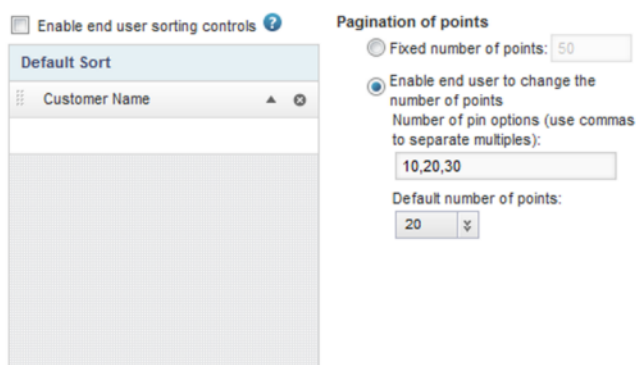 Enable end user sorting controls ?
Default Sort
Customer Name
Pagination of points
Fixed number of points: 50
Enable end user to change the
number of points
Number of pin options (use commas
to separate multiples):
10,20,30
Default number of points:
20